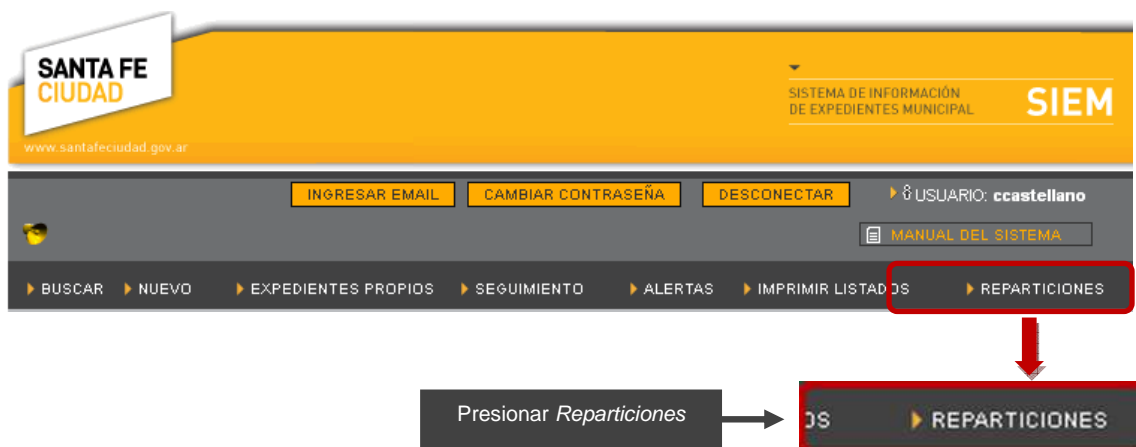 SANTA FE
CIUDAD
SISTEMA DE INFORMACIÓN
DE EXPEDIENTES MUNICIPAL
SIEM
www.santafeciudad.gov.ar
INGRESAR EMAIL CAMBIAR CONTRASEÑA DESCONECTAR USUARIO: ccastellano
MANUAL DEL SISTEMA
BUSCAR NUEVO EXPEDIENTES PROPIOS SEGUIMIENTO ALERTAS IMPRIMIR LISTADOS REPARTICIONES
Presionar Reparticiones
OS REPARTICIONES